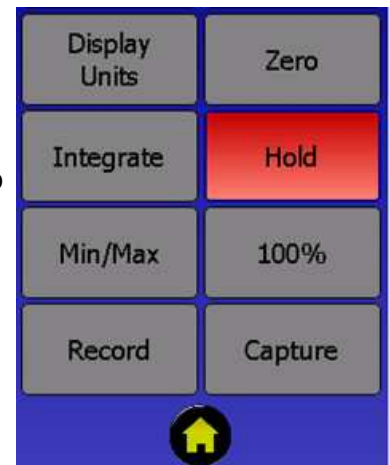 Display
Units
Zero
Integrate
Hold
Min/Max
100%
Record
Capture